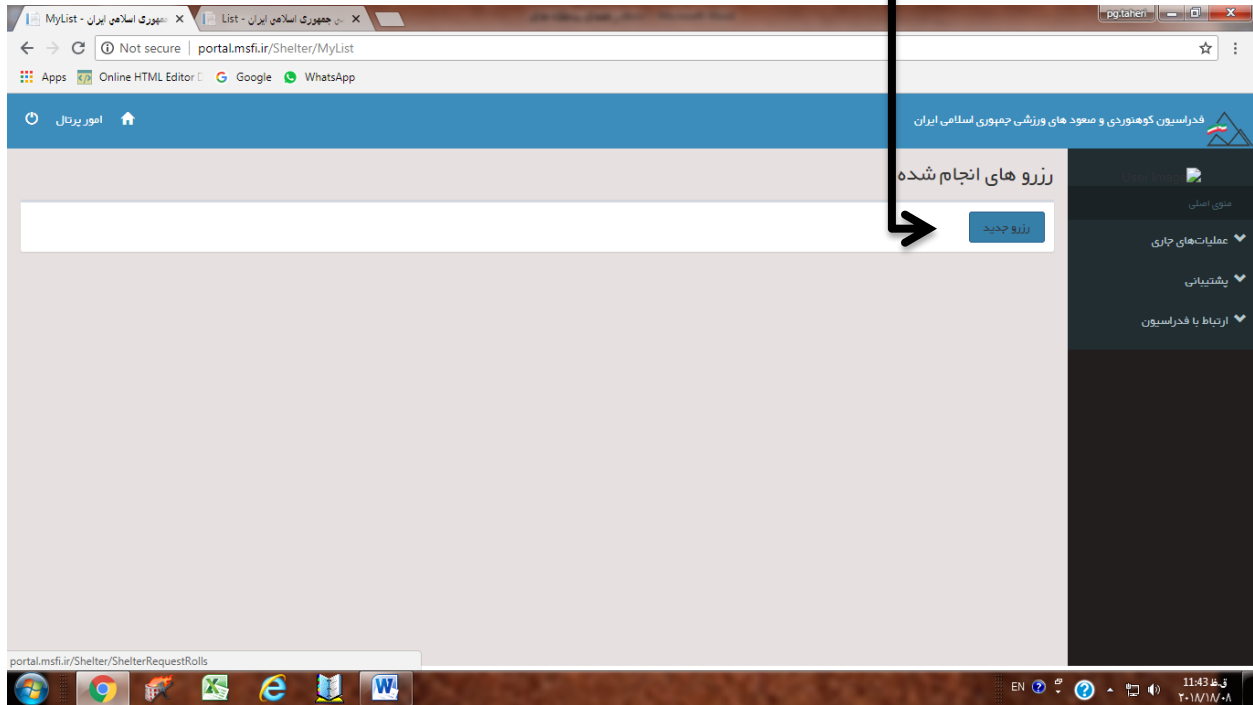 MyList - جمهوری اسلامی ایران
List - جمهوری اسلامی ایران
pg.taheri
Not secure | portal.msfi.ir/Shelter/MyList
Apps Online HTML Editor Google WhatsApp
فدراسیون کوهنوردی و صعود های ورزشی جمهوری اسلامی ایران
امور پرتال
رزرو های انجام شده
رزرو جدید
منوی اصلی
عملیات‌های جاری
پشتیبانی
ارتباط با فدراسیون
portal.msfi.ir/Shelter/ShelterRequestRolls
EN
11:43 ق.ظ
۲۰۱۸/۱۸/۰۸